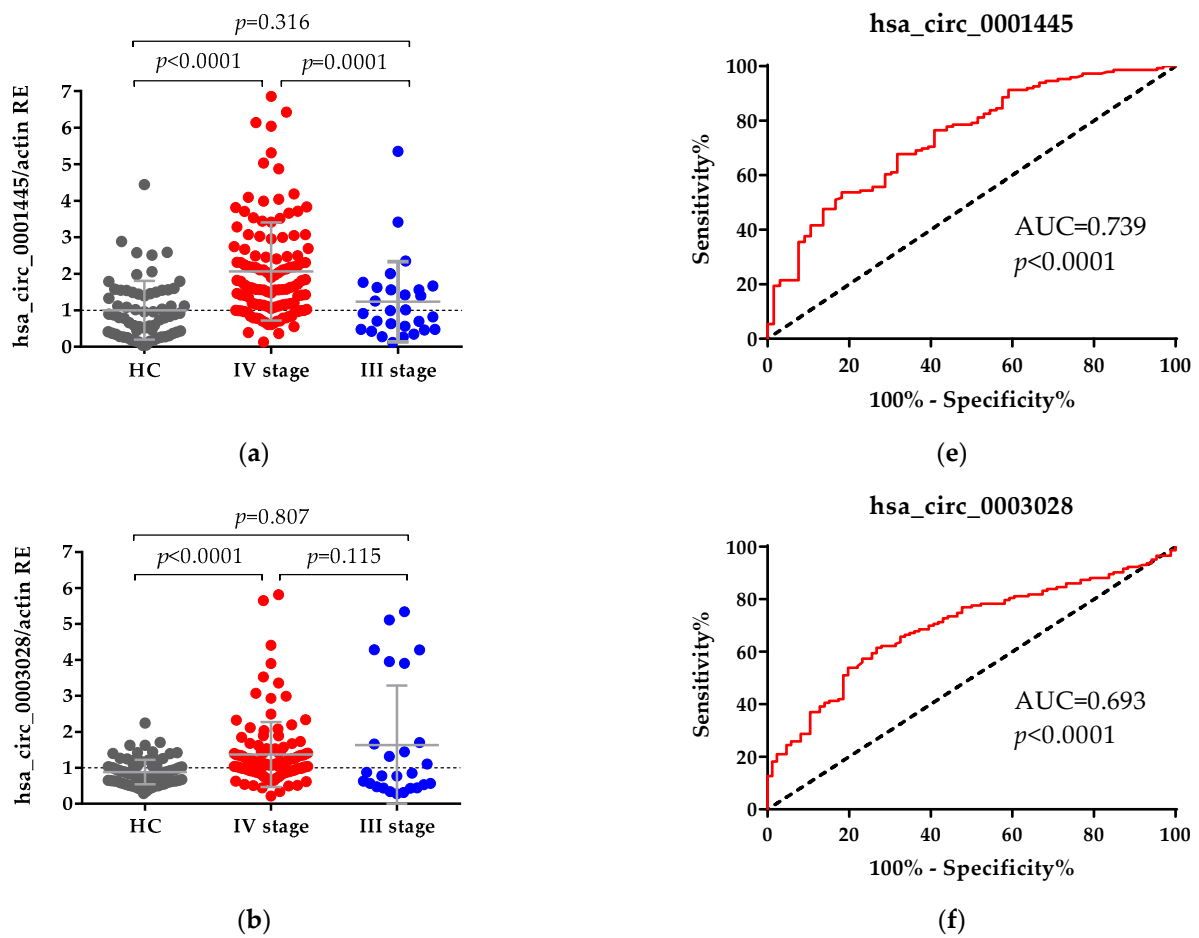 p=0.316
p<0.0001 p=0.0001
hsa_circ_0001445/actin RE
7
6
5
4
3
2
1
0
HC IV stage III stage
(a)
hsa_circ_0001445
Sensitivity%
100
80
60
40
20
0
AUC=0.739
p<0.0001
0 20 40 60 80 100
100% - Specificity%
(e)
p=0.807
p<0.0001 p=0.115
hsa_circ_0003028/actin RE
7
6
5
4
3
2
1
0
HC IV stage III stage
(b)
hsa_circ_0003028
Sensitivity%
100
80
60
40
20
0
AUC=0.693
p<0.0001
0 20 40 60 80 100
100% - Specificity%
(f)